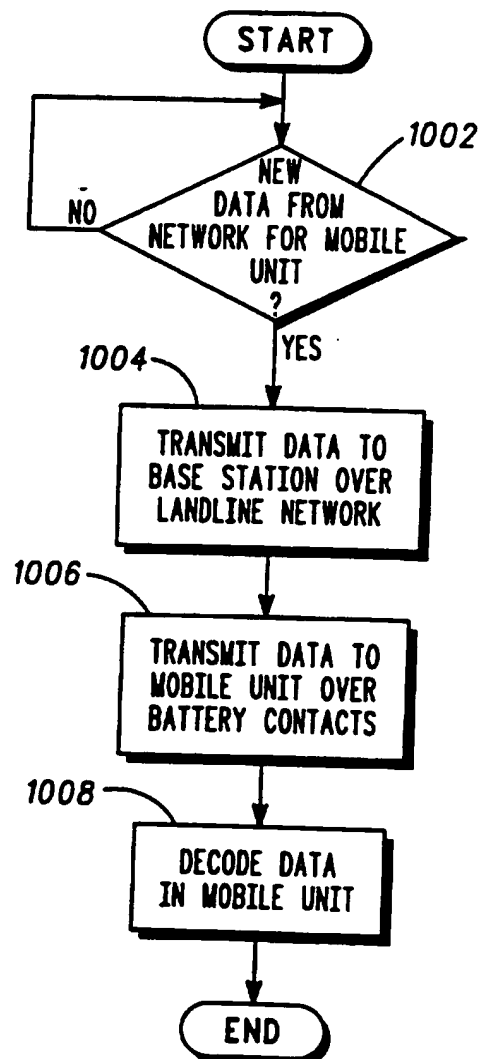 START
1002
NEW
DATA FROM
NETWORK FOR MOBILE
UNIT
?
NO
YES
1004
TRANSMIT DATA TO
BASE STATION OVER
LANDLINE NETWORK
1006
TRANSMIT DATA TO
MOBILE UNIT OVER
BATTERY CONTACTS
1008
DECODE DATA
IN MOBILE UNIT
END